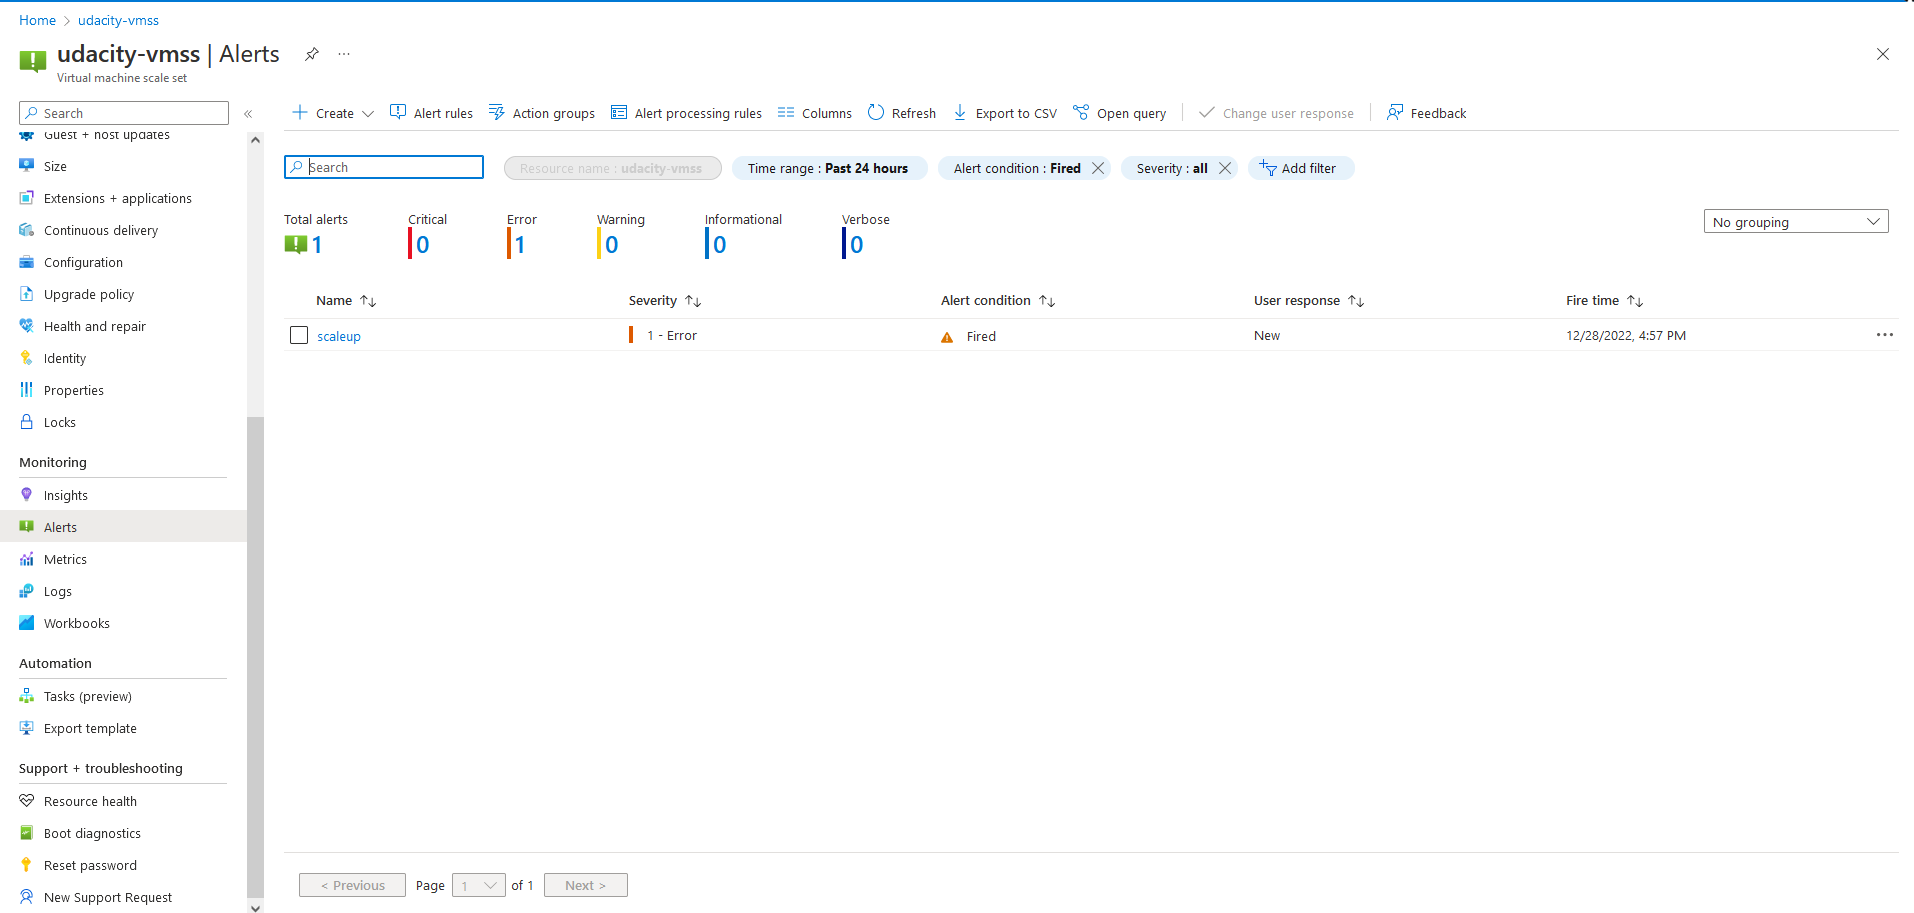 Home > udacity-vmss
udacity-vmss | Alerts
Virtual machine scale set
Search
Guest + host updates
Size
Extensions + applications
Continuous delivery
Configuration
Upgrade policy
Health and repair
Identity
Properties
Locks
Monitoring
Insights
Alerts
Metrics
Logs
Workbooks
Automation
Tasks (preview)
Export template
Support + troubleshooting
Resource health
Boot diagnostics
Reset password
New Support Request
Create Alert rules Action groups Alert processing rules Columns Refresh Export to CSV Open query Change user response Feedback
Search Resource name : udacity-vmss Time range : Past 24 hours Alert condition : Fired Severity : all Add filter
Total alerts Critical Error Warning Informational Verbose
1 0 1 0 0 0
No grouping
Name Severity Alert condition User response Fire time
scaleup 1 - Error Fired New 12/28/2022, 4:57 PM
< Previous Page 1 of 1 Next >